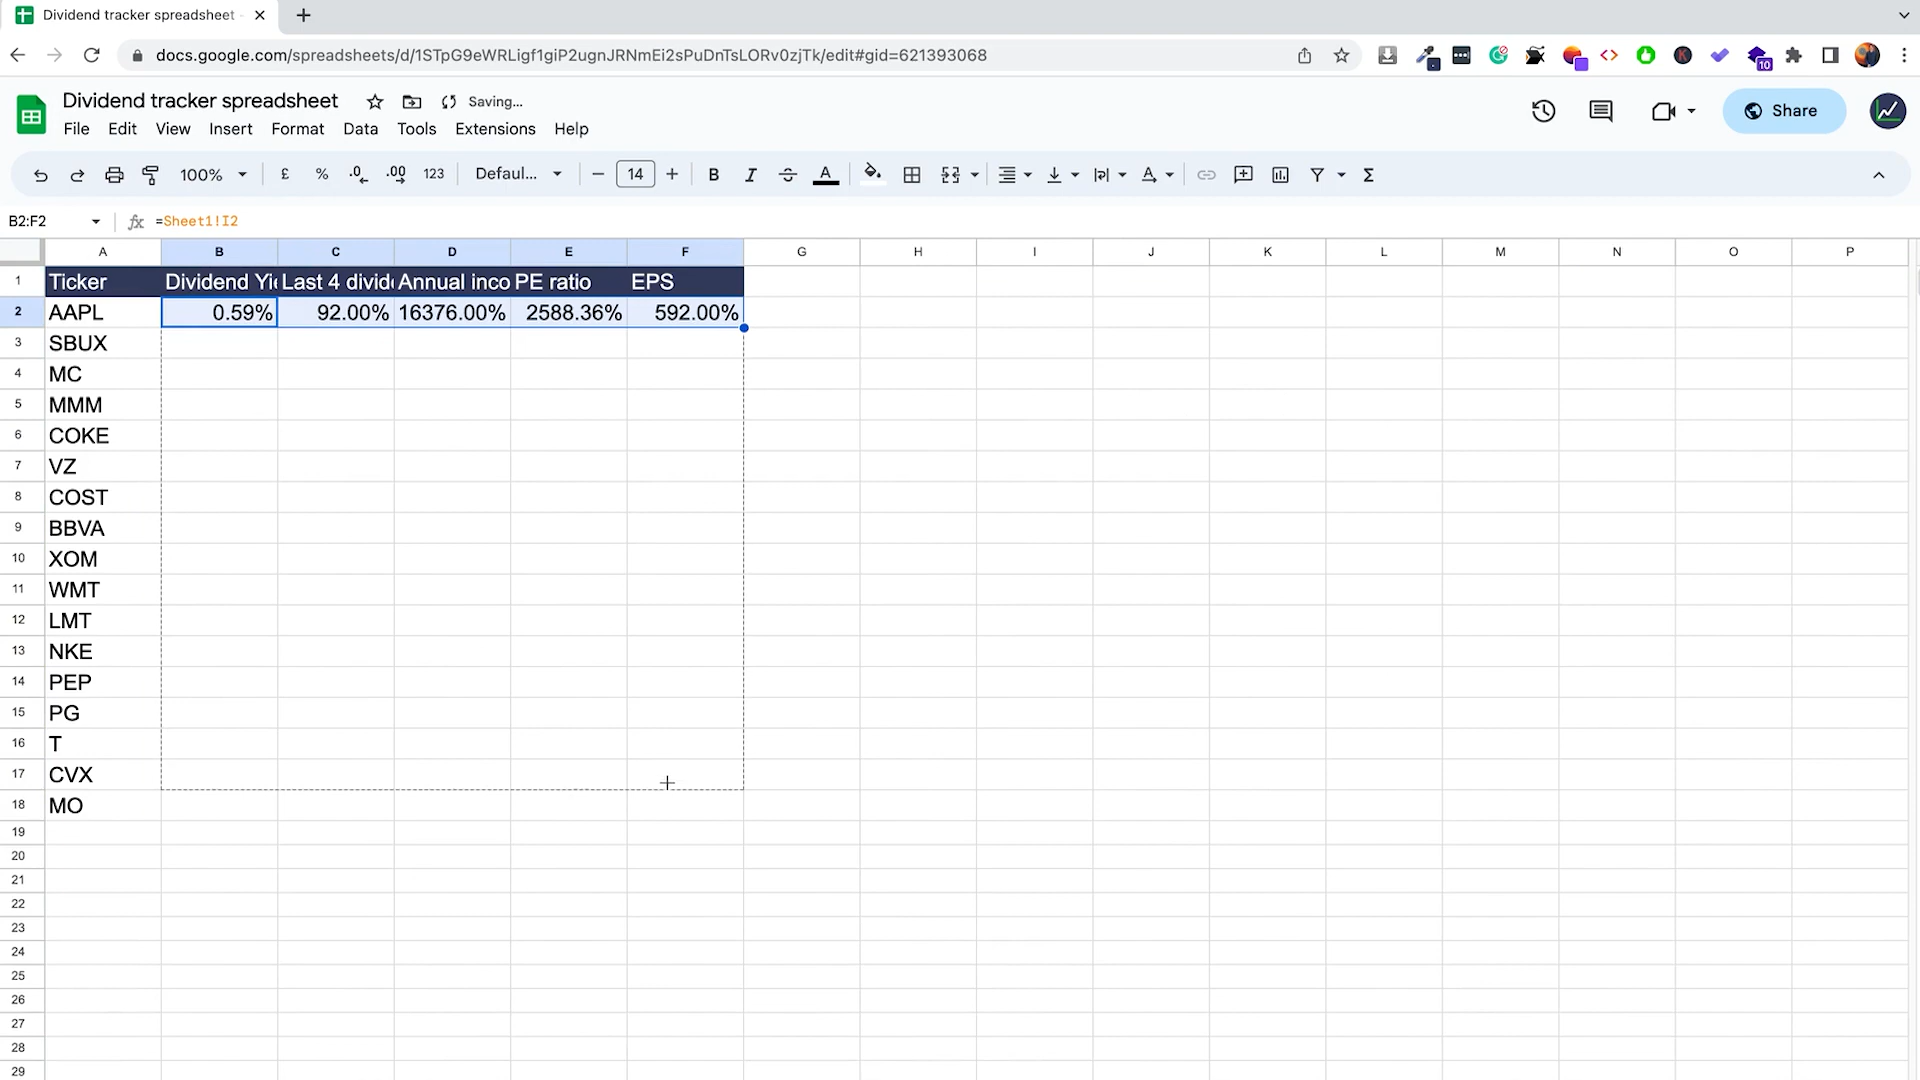 Dividend tracker spreadsheet -
docs.google.com/spreadsheets/d/1STpG9eWRLigf1giP2ugnJRNmEi2sPuDnTsLORv0zjTk/edit#gid=621393068
10
Dividend tracker spreadsheet Saving...
File Edit View Insert Format Data Tools Extensions Help
Share
100% £ % .0 .00 123 Defaul... − 14 + B I S A A Σ
B2:F2 fx =Sheet1!I2
A B C D E F G H I J K L M N O P
1 Ticker Dividend Yi Last 4 divid Annual inco PE ratio EPS
2 AAPL 0.59% 92.00% 16376.00% 2588.36% 592.00%
3 SBUX
4 MC
5 MMM
6 COKE
7 VZ
8 COST
9 BBVA
10 XOM
11 WMT
12 LMT
13 NKE
14 PEP
15 PG
16 T
17 CVX
18 MO
19
20
21
22
23
24
25
26
27
28
29